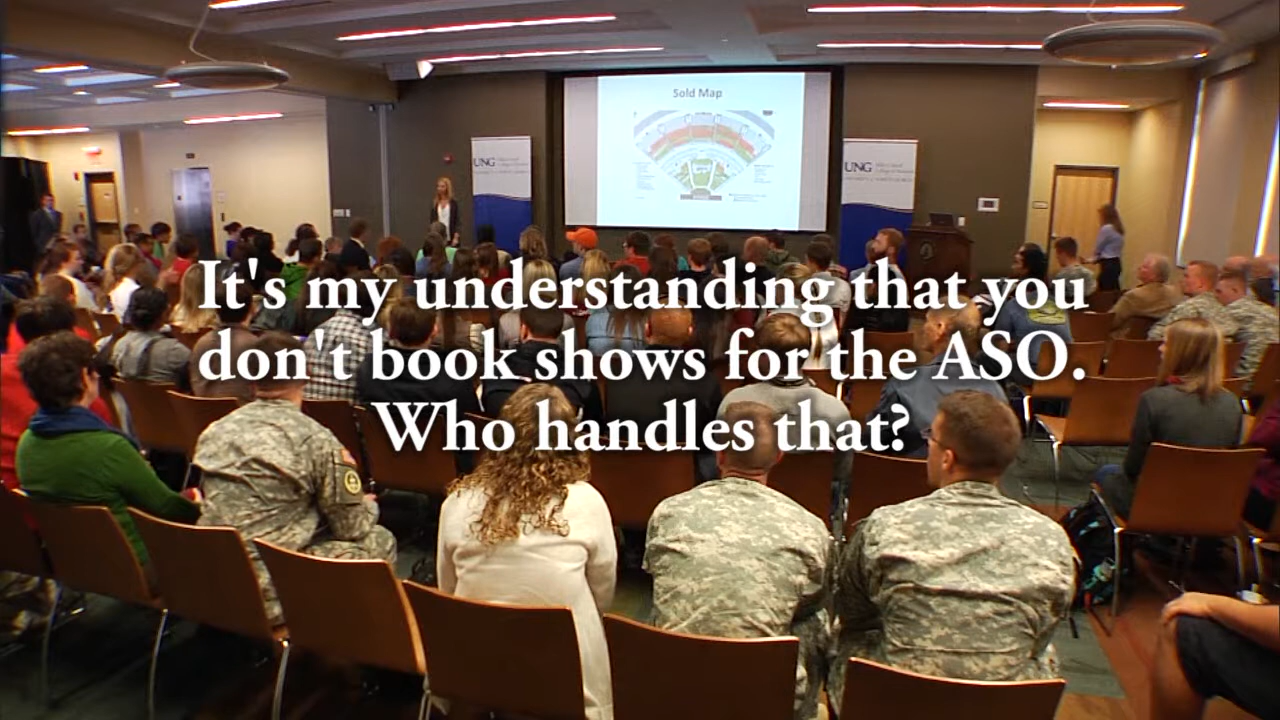 Sold Map
UNG
UNG
It's my understanding that you
don't book shows for the ASO.
Who handles that?